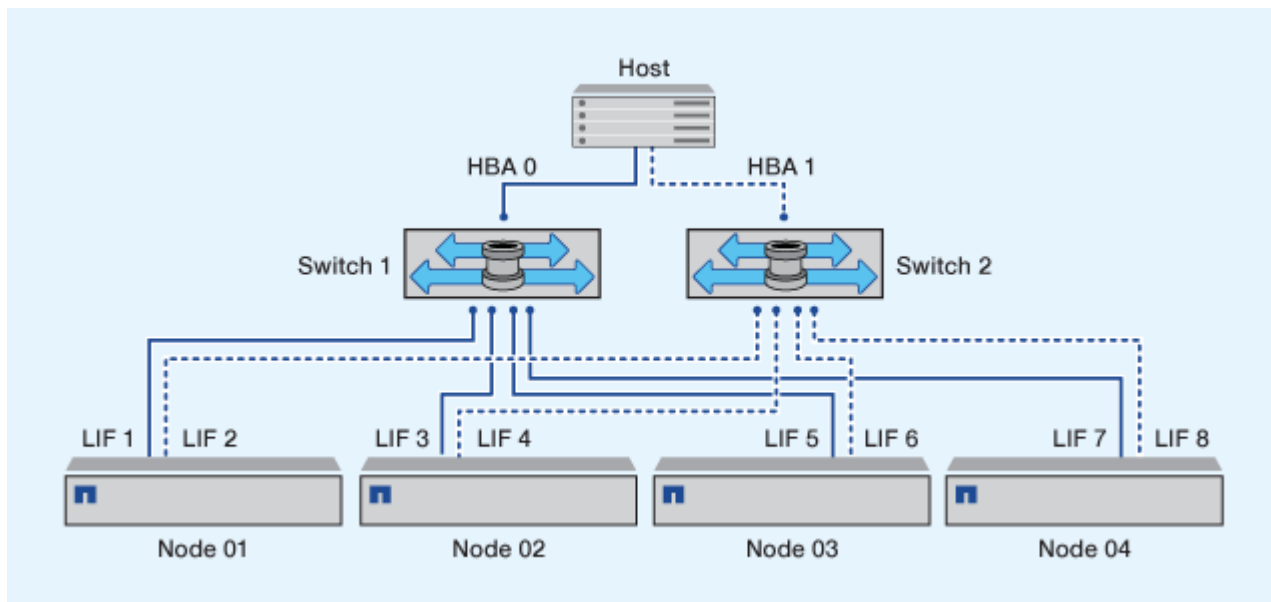 Host
HBA 0
HBA 1
Switch 1
Switch 2
LIF 1
LIF 2
LIF 3
LIF 4
LIF 5
LIF 6
LIF 7
LIF 8
Node 01
Node 02
Node 03
Node 04